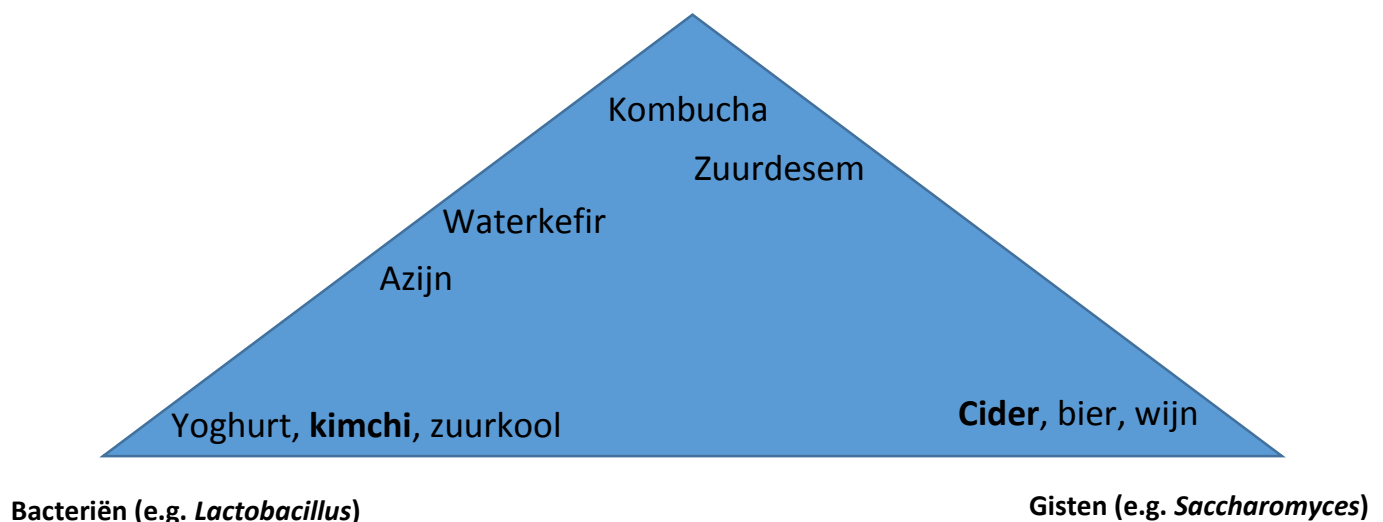 Kombucha
Zuurdesem
Waterkefir
Azijn
Yoghurt, kimchi, zuurkool
Cider, bier, wijn
Bacteriën (e.g. Lactobacillus)
Gisten (e.g. Saccharomyces)